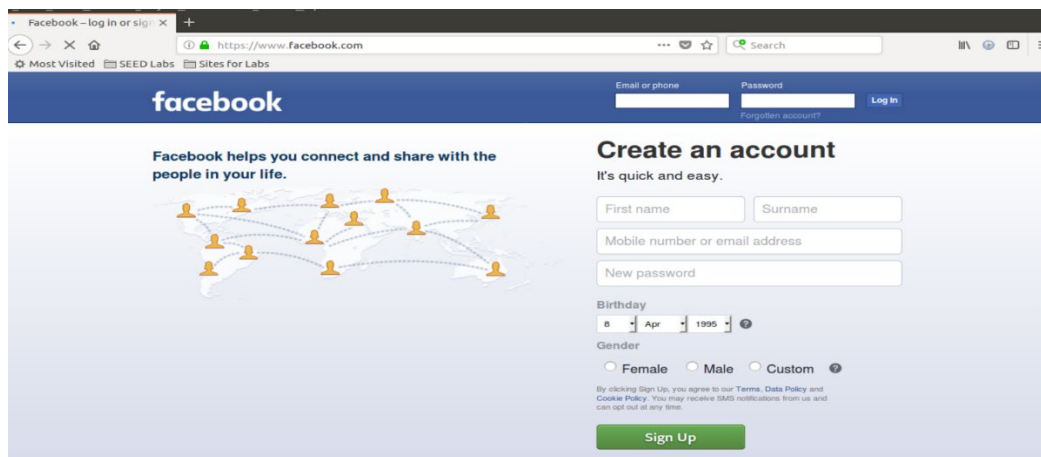 Facebook – log in or sign
https://www.facebook.com
Search
Most Visited SEED Labs Sites for Labs
facebook
Email or phone Password
Log In
Forgotten account?
Facebook helps you connect and share with the
people in your life.
Create an account
It's quick and easy.
First name Surname
Mobile number or email address
New password
Birthday
8 Apr 1995
Gender
Female Male Custom
By clicking Sign Up, you agree to our Terms, Data Policy and
Cookie Policy. You may receive SMS notifications from us and
can opt out at any time.
Sign Up